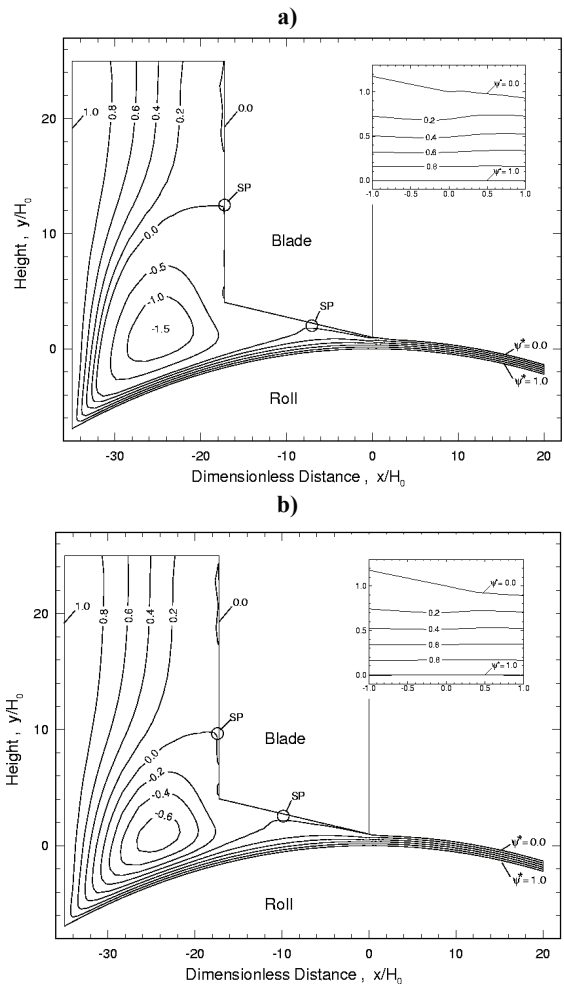 a)
1.0
0.8
0.6
0.4
0.2
0.0
ψ*= 0.0
1.0
0.2
0.4
0.5
0.6
0.8
ψ*= 1.0
0.0
-1.0
-0.5
0.0
0.5
1.0
20
10
0
Height , y/H₀
SP
0.0
Blade
-0.5
-1.0
-1.5
SP
ψ*= 0.0
ψ*= 1.0
Roll
-30
-20
-10
0
10
20
Dimensionless Distance , x/H₀
b)
1.0
0.8
0.6
0.4
0.2
0.0
1.0
ψ*= 0.0
0.2
0.5
0.4
0.6
0.8
ψ*= 1.0
0.0
-1.0
-0.5
0.0
0.5
1.0
20
10
0
Height , y/H₀
SP
0.0
Blade
-0.2
-0.4
-0.6
SP
ψ*= 0.0
ψ*= 1.0
Roll
-30
-20
-10
0
10
20
Dimensionless Distance , x/H₀